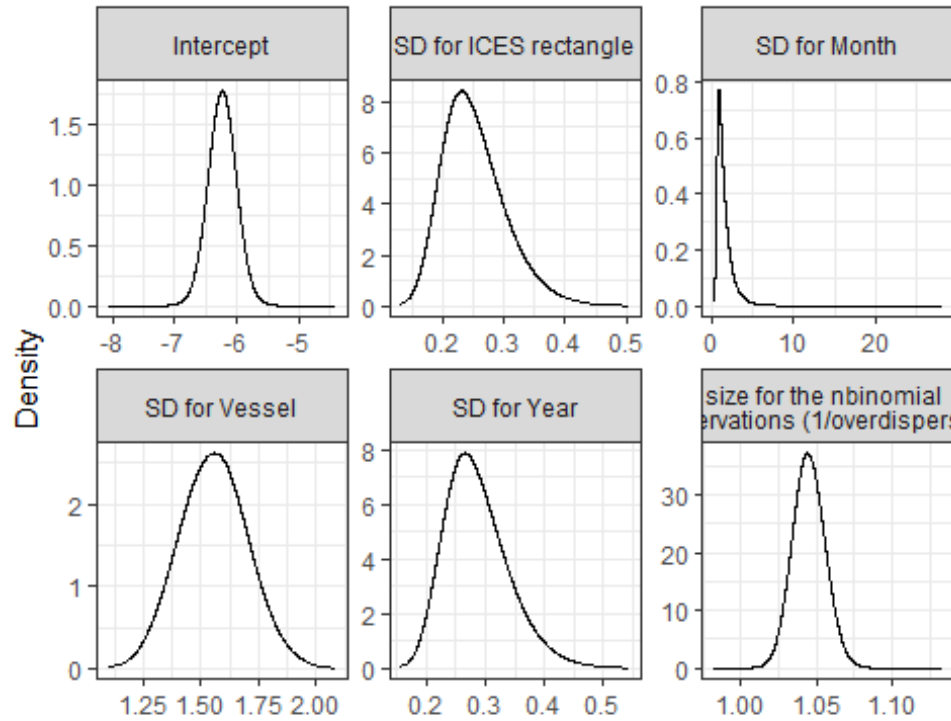 Intercept
SD for ICES rectangle
SD for Month
1.5
1.0
0.5
0.0
8
6
4
2
0
0.8
0.6
0.4
0.2
0.0
-8 -7 -6 -5
0.2 0.3 0.4 0.5
0 10 20
Density
SD for Vessel
SD for Year
size for the nbinomial
ervations (1/overdispers
2
1
0
8
6
4
2
0
30
20
10
0
1.25 1.50 1.75 2.00
0.2 0.3 0.4 0.5
1.00 1.05 1.10